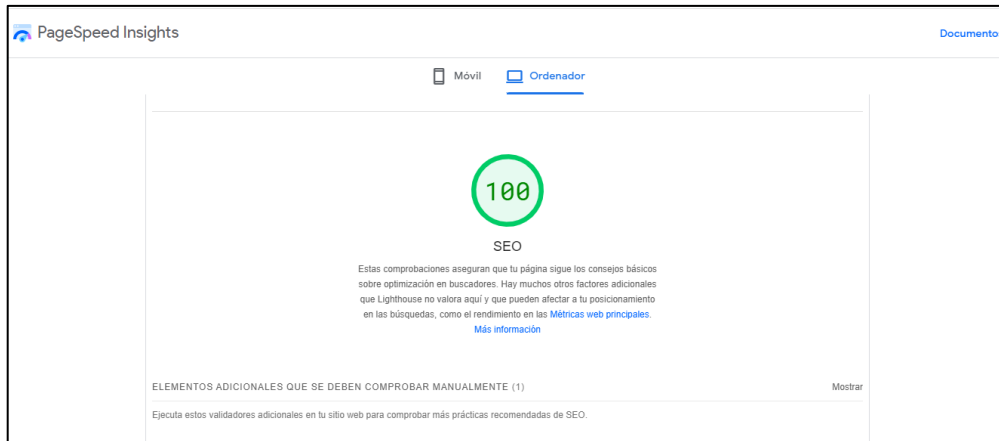 PageSpeed Insights
Documento
Móvil
Ordenador
100
SEO
Estas comprobaciones aseguran que tu página sigue los consejos básicos
sobre optimización en buscadores. Hay muchos otros factores adicionales
que Lighthouse no valora aquí y que pueden afectar a tu posicionamiento
en las búsquedas, como el rendimiento en las Métricas web principales.
Más información
ELEMENTOS ADICIONALES QUE SE DEBEN COMPROBAR MANUALMENTE (1)
Mostrar
Ejecuta estos validadores adicionales en tu sitio web para comprobar más prácticas recomendadas de SEO.